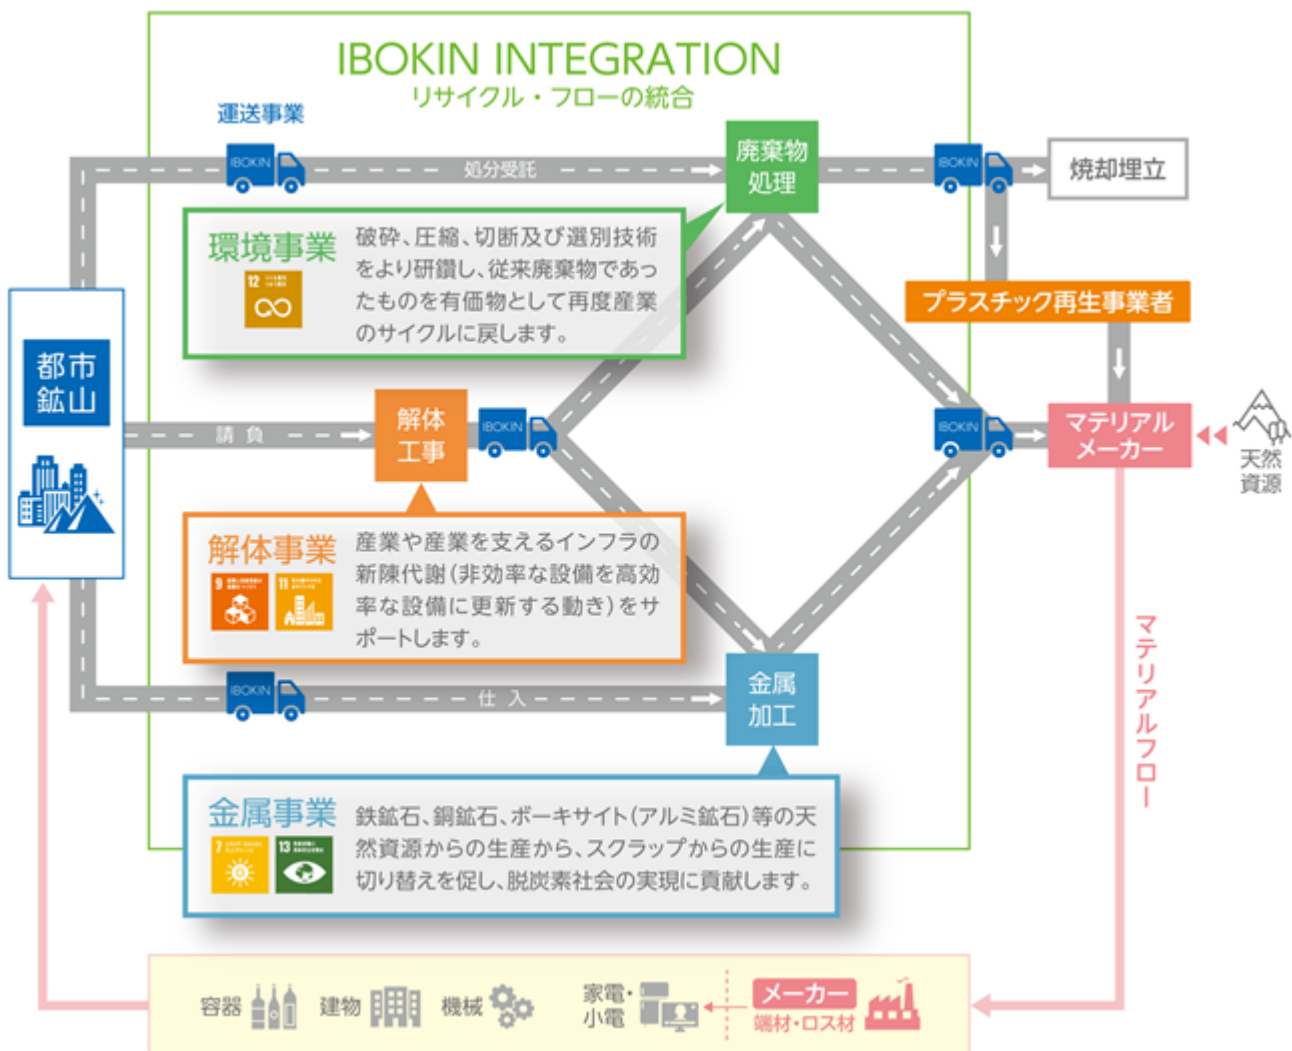 IBOKIN INTEGRATION
リサイクル・フローの統合
運送事業
IBOKIN
処分受託
廃棄物
処理
IBOKIN
焼却埋立
環境事業
12
破砕、圧縮、切断及び選別技術
をより研鑽し、従来廃棄物であっ
たものを有価物として再度産業
のサイクルに戻します。
プラスチック再生事業者
都市
鉱山
請負
解体
工事
IBOKIN
IBOKIN
マテリアル
メーカー
天然
資源
解体事業
9
11
産業や産業を支えるインフラの
新陳代謝(非効率な設備を高効
率な設備に更新する動き)をサ
ポートします。
マテリアルフロー
IBOKIN
仕入
金属
加工
金属事業
7
13
鉄鉱石、銅鉱石、ボーキサイト(アルミ鉱石)等の天
然資源からの生産から、スクラップからの生産に
切り替えを促し、脱炭素社会の実現に貢献します。
容器
建物
機械
家電・
小電
メーカー
端材・ロス材